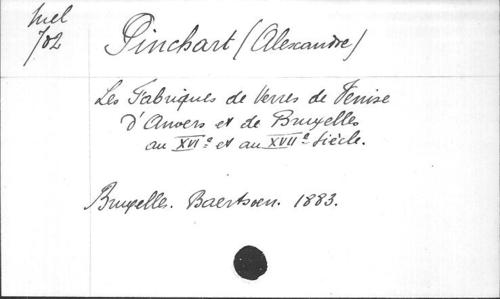 Mel
702
Pinchart (Alexandre)
Les Fabriques de Verres de Venise
d'Anvers et de Bruxelles
au XVIe et au XVIIe Siècle.
Bruxelles. Baertsoen. 1883.